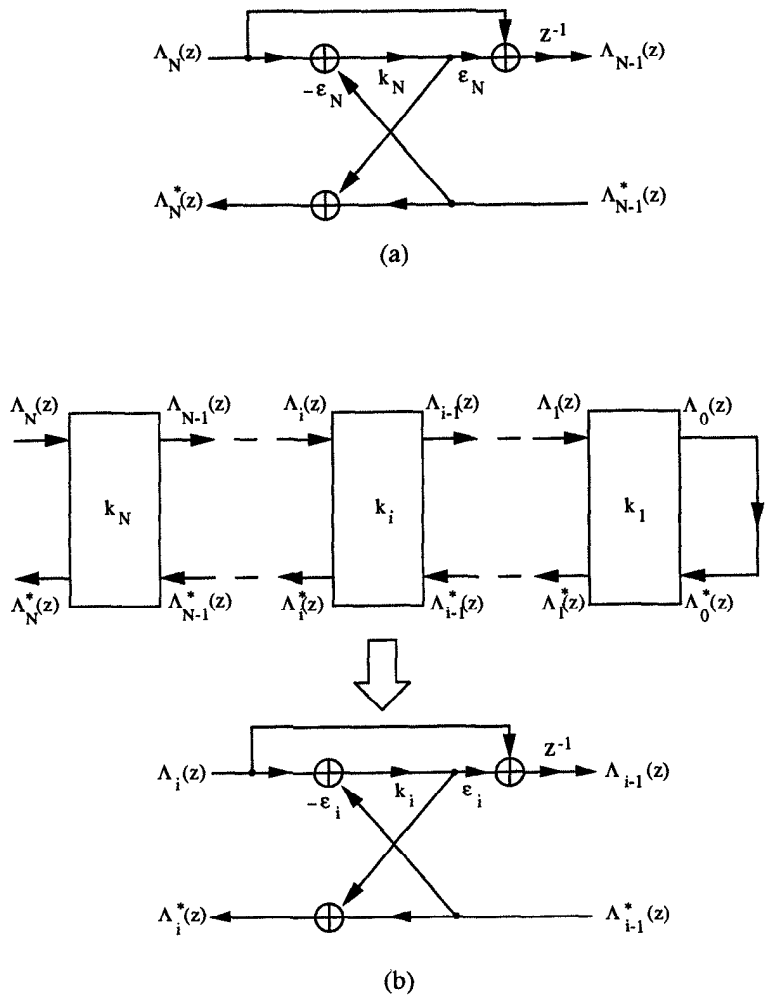 Λ_N(z) -ε_N k_N ε_N z⁻¹ Λ_{N-1}(z)
Λ*_N(z) Λ*_{N-1}(z)
(a)
Λ_N(z) Λ_{N-1}(z) Λ_i(z) Λ_{i-1}(z) Λ_1(z) Λ_0(z)
k_N k_i k_1
Λ*_N(z) Λ*_{N-1}(z) Λ*_i(z) Λ*_{i-1}(z) Λ*_1(z) Λ*_0(z)
Λ_i(z) -ε_i k_i ε_i z⁻¹ Λ_{i-1}(z)
Λ*_i(z) Λ*_{i-1}(z)
(b)